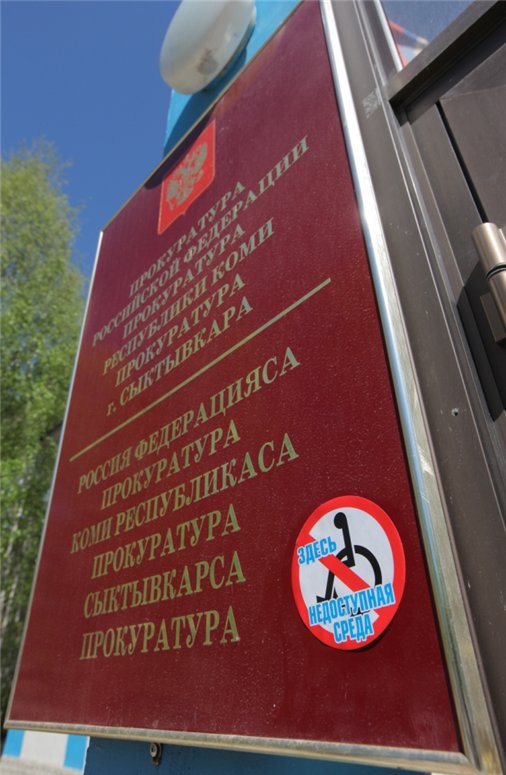 ПРОКУРАТУРА
РОССИЙСКОЙ ФЕДЕРАЦИИ
ПРОКУРАТУРА
РЕСПУБЛИКИ КОМИ
ПРОКУРАТУРА
г. СЫКТЫВКАРА
РОССИЯ ФЕДЕРАЦИЯСА
ПРОКУРАТУРА
КОМИ РЕСПУБЛИКАСА
ПРОКУРАТУРА
СЫКТЫВКАРСА
ПРОКУРАТУРА
ЗДЕСЬ
НЕДОСТУПНАЯ
СРЕДА